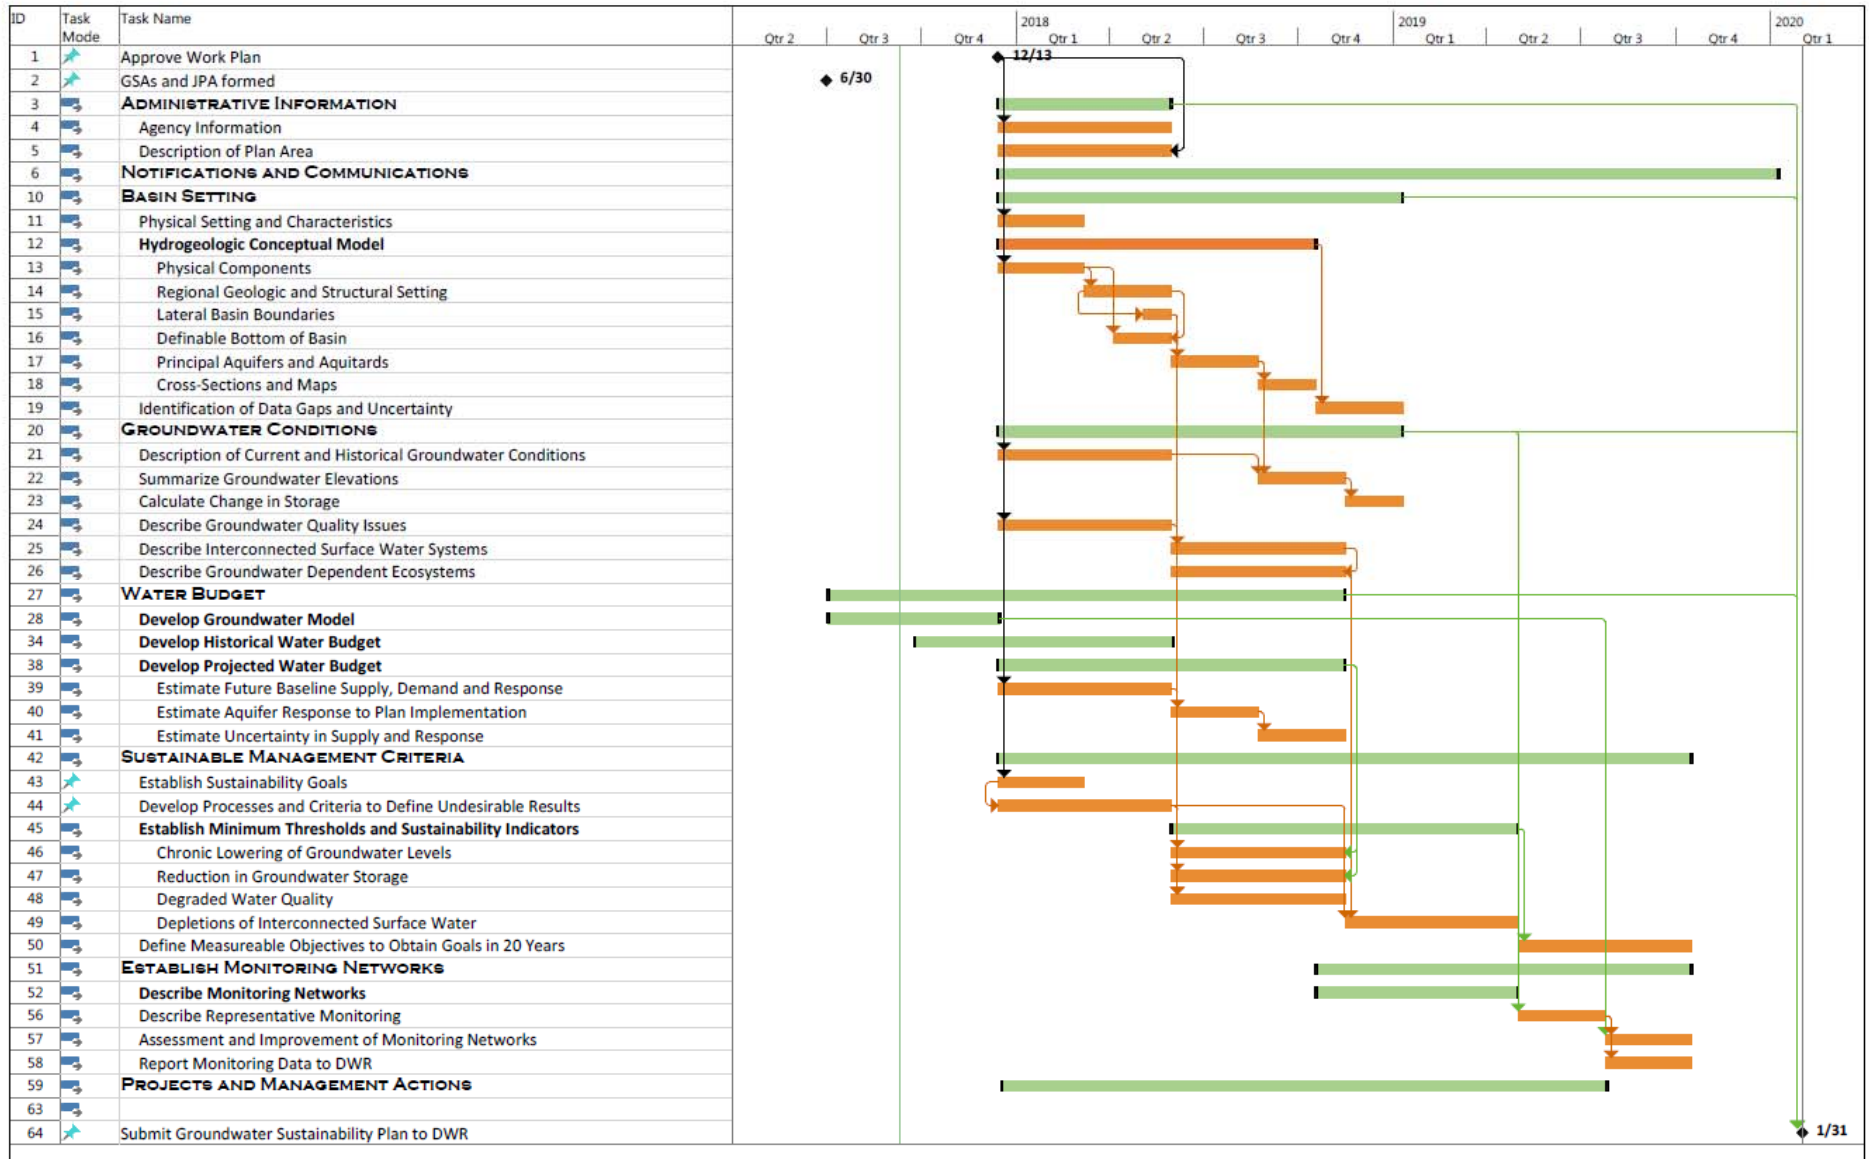 ID Task Mode Task Name 2018 2019 2020
Qtr 2 Qtr 3 Qtr 4 Qtr 1 Qtr 2 Qtr 3 Qtr 4 Qtr 1 Qtr 2 Qtr 3 Qtr 4 Qtr 1
1 Approve Work Plan 12/13
2 GSAs and JPA formed 6/30
3 ADMINISTRATIVE INFORMATION
4 Agency Information
5 Description of Plan Area
6 NOTIFICATIONS AND COMMUNICATIONS
10 BASIN SETTING
11 Physical Setting and Characteristics
12 Hydrogeologic Conceptual Model
13 Physical Components
14 Regional Geologic and Structural Setting
15 Lateral Basin Boundaries
16 Definable Bottom of Basin
17 Principal Aquifers and Aquitards
18 Cross-Sections and Maps
19 Identification of Data Gaps and Uncertainty
20 GROUNDWATER CONDITIONS
21 Description of Current and Historical Groundwater Conditions
22 Summarize Groundwater Elevations
23 Calculate Change in Storage
24 Describe Groundwater Quality Issues
25 Describe Interconnected Surface Water Systems
26 Describe Groundwater Dependent Ecosystems
27 WATER BUDGET
28 Develop Groundwater Model
34 Develop Historical Water Budget
38 Develop Projected Water Budget
39 Estimate Future Baseline Supply, Demand and Response
40 Estimate Aquifer Response to Plan Implementation
41 Estimate Uncertainty in Supply and Response
42 SUSTAINABLE MANAGEMENT CRITERIA
43 Establish Sustainability Goals
44 Develop Processes and Criteria to Define Undesirable Results
45 Establish Minimum Thresholds and Sustainability Indicators
46 Chronic Lowering of Groundwater Levels
47 Reduction in Groundwater Storage
48 Degraded Water Quality
49 Depletions of Interconnected Surface Water
50 Define Measureable Objectives to Obtain Goals in 20 Years
51 ESTABLISH MONITORING NETWORKS
52 Describe Monitoring Networks
56 Describe Representative Monitoring
57 Assessment and Improvement of Monitoring Networks
58 Report Monitoring Data to DWR
59 PROJECTS AND MANAGEMENT ACTIONS
63
64 Submit Groundwater Sustainability Plan to DWR 1/31